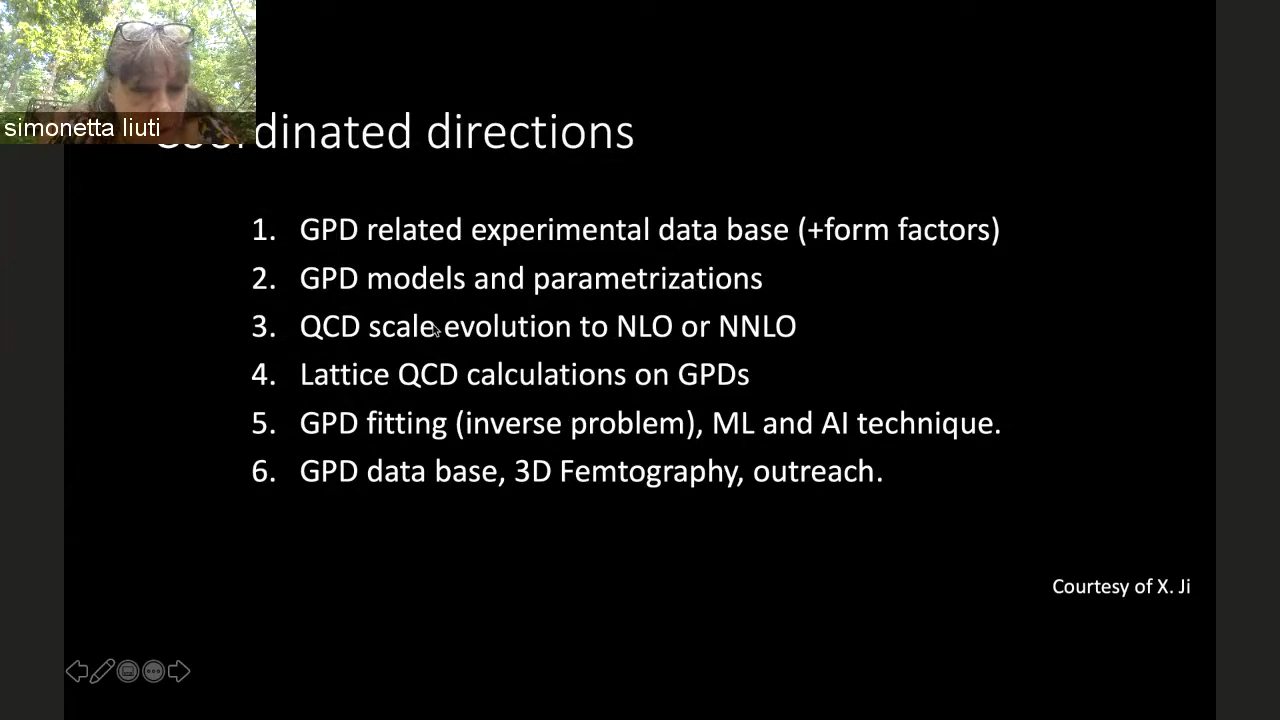 simonetta liuti
Coordinated directions
1. GPD related experimental data base (+form factors)
2. GPD models and parametrizations
3. QCD scale evolution to NLO or NNLO
4. Lattice QCD calculations on GPDs
5. GPD fitting (inverse problem), ML and AI technique.
6. GPD data base, 3D Femtography, outreach.
Courtesy of X. Ji